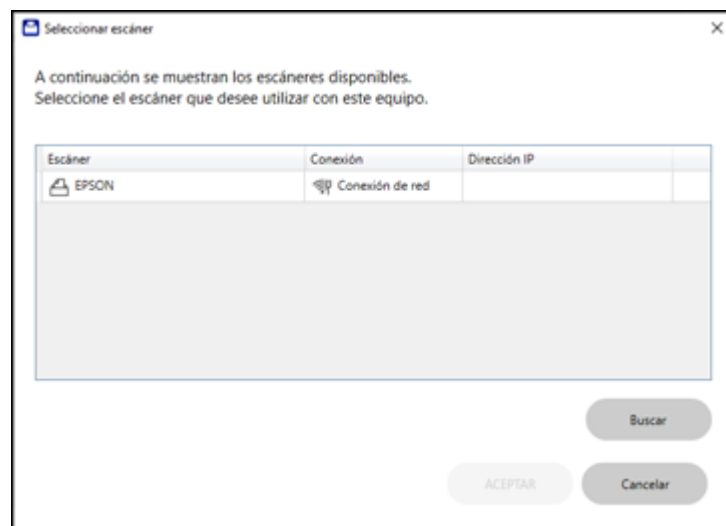 Seleccionar escáner
A continuación se muestran los escáneres disponibles.
Seleccione el escáner que desee utilizar con este equipo.
Escáner Conexión Dirección IP
EPSON Conexión de red
Buscar
ACEPTAR Cancelar